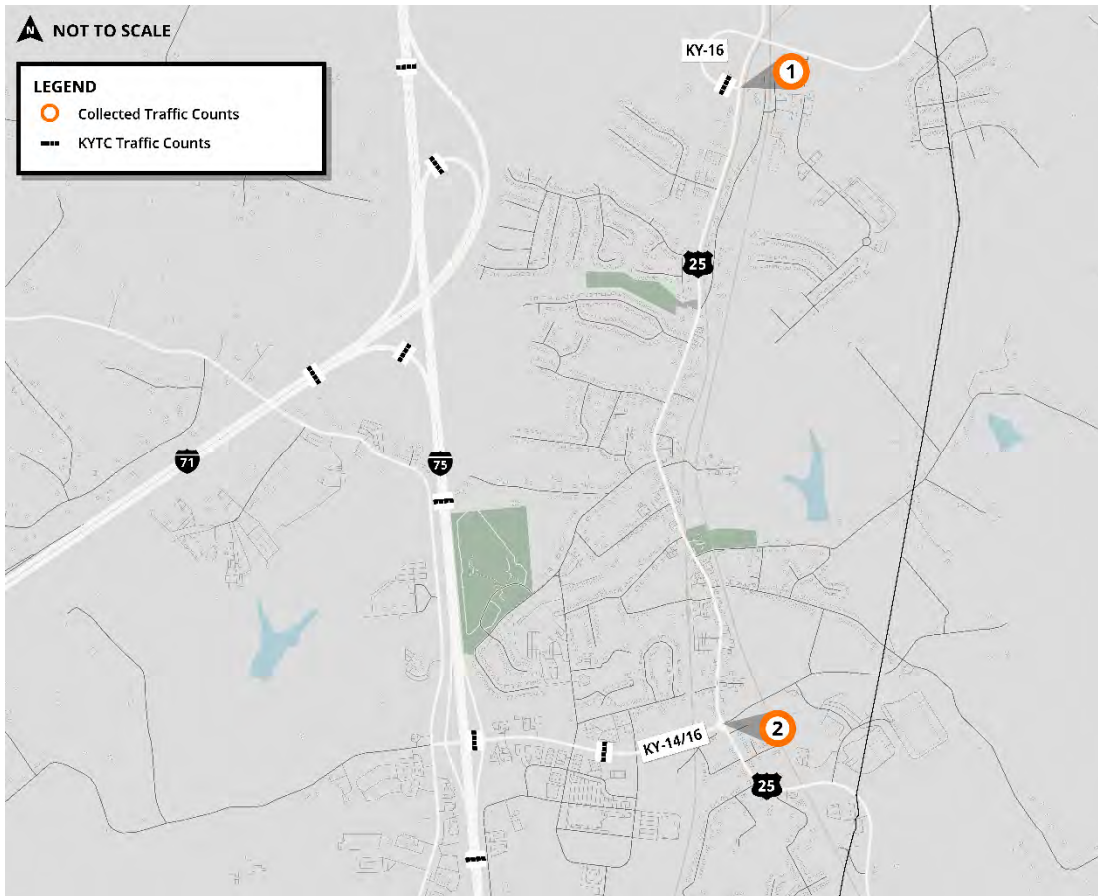 N NOT TO SCALE
LEGEND
Collected Traffic Counts
KYTC Traffic Counts
KY-16
1
25
71
75
KY-14/16
2
25